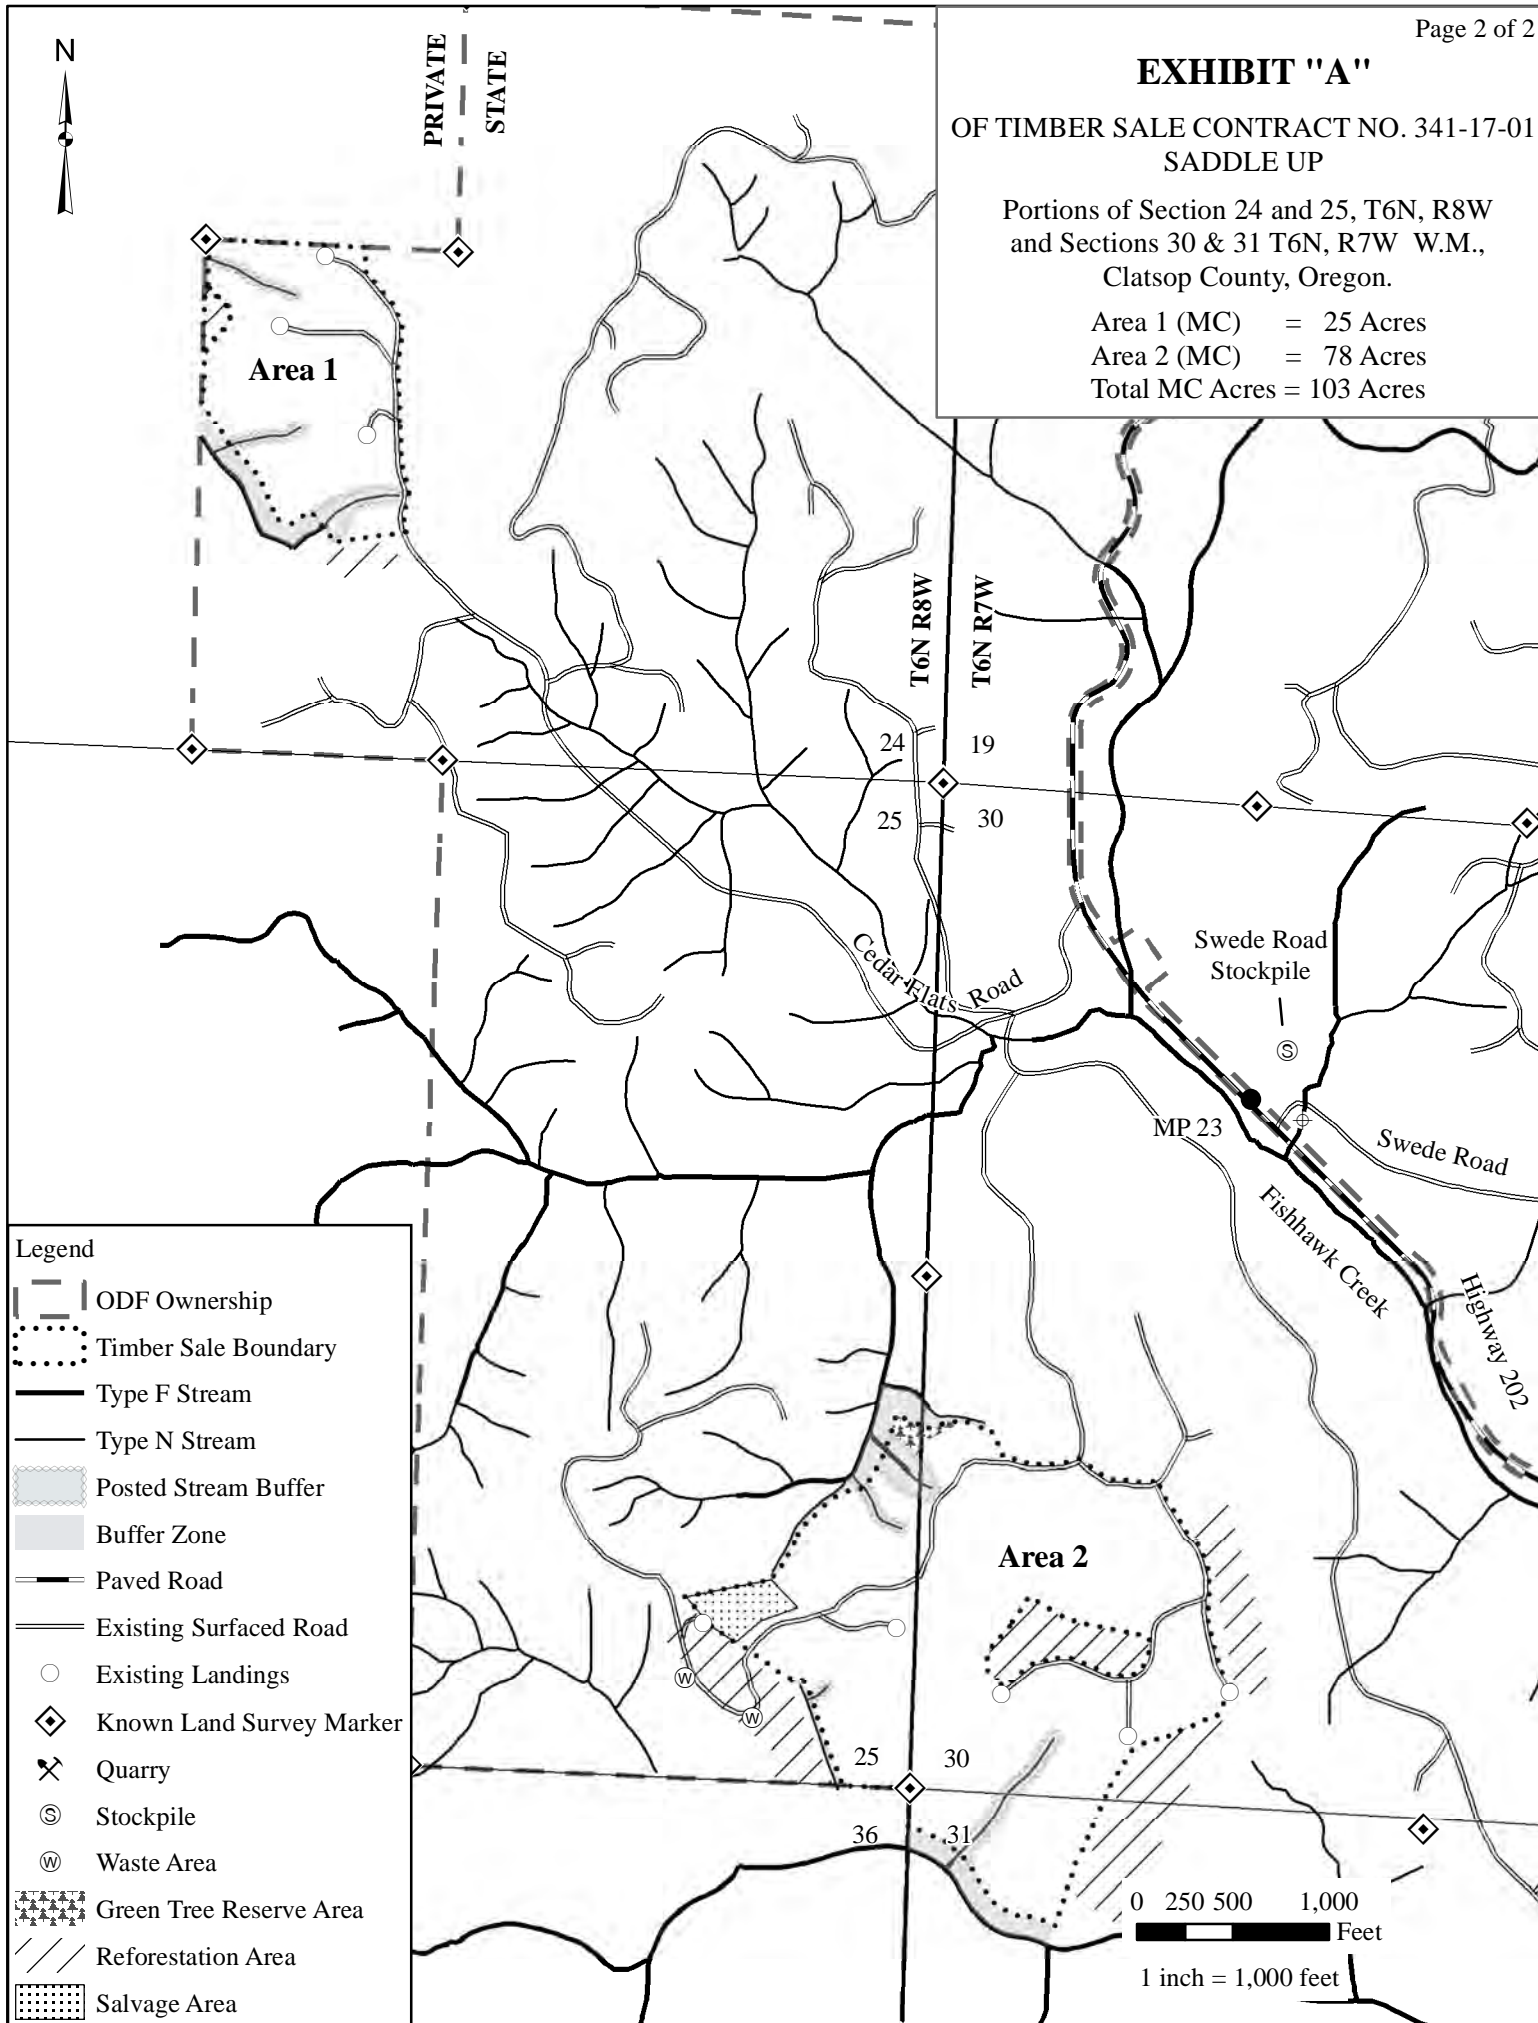 Page 2 of 2
EXHIBIT "A"
OF TIMBER SALE CONTRACT NO. 341-17-01
SADDLE UP
Portions of Section 24 and 25, T6N, R8W
and Sections 30 & 31 T6N, R7W W.M.,
Clatsop County, Oregon.
Area 1 (MC) = 25 Acres
Area 2 (MC) = 78 Acres
Total MC Acres = 103 Acres
N
PRIVATE
STATE
Area 1
T6N R8W
T6N R7W
24
19
25
30
Cedar Flats Road
Swede Road
Stockpile
S
MP 23
Swede Road
Fishhawk Creek
Highway 202
Area 2
W
W
25
30
36
31
0 250 500 1,000
Feet
1 inch = 1,000 feet
Legend
ODF Ownership
Timber Sale Boundary
Type F Stream
Type N Stream
Posted Stream Buffer
Buffer Zone
Paved Road
Existing Surfaced Road
Existing Landings
Known Land Survey Marker
Quarry
S Stockpile
W Waste Area
Green Tree Reserve Area
Reforestation Area
Salvage Area